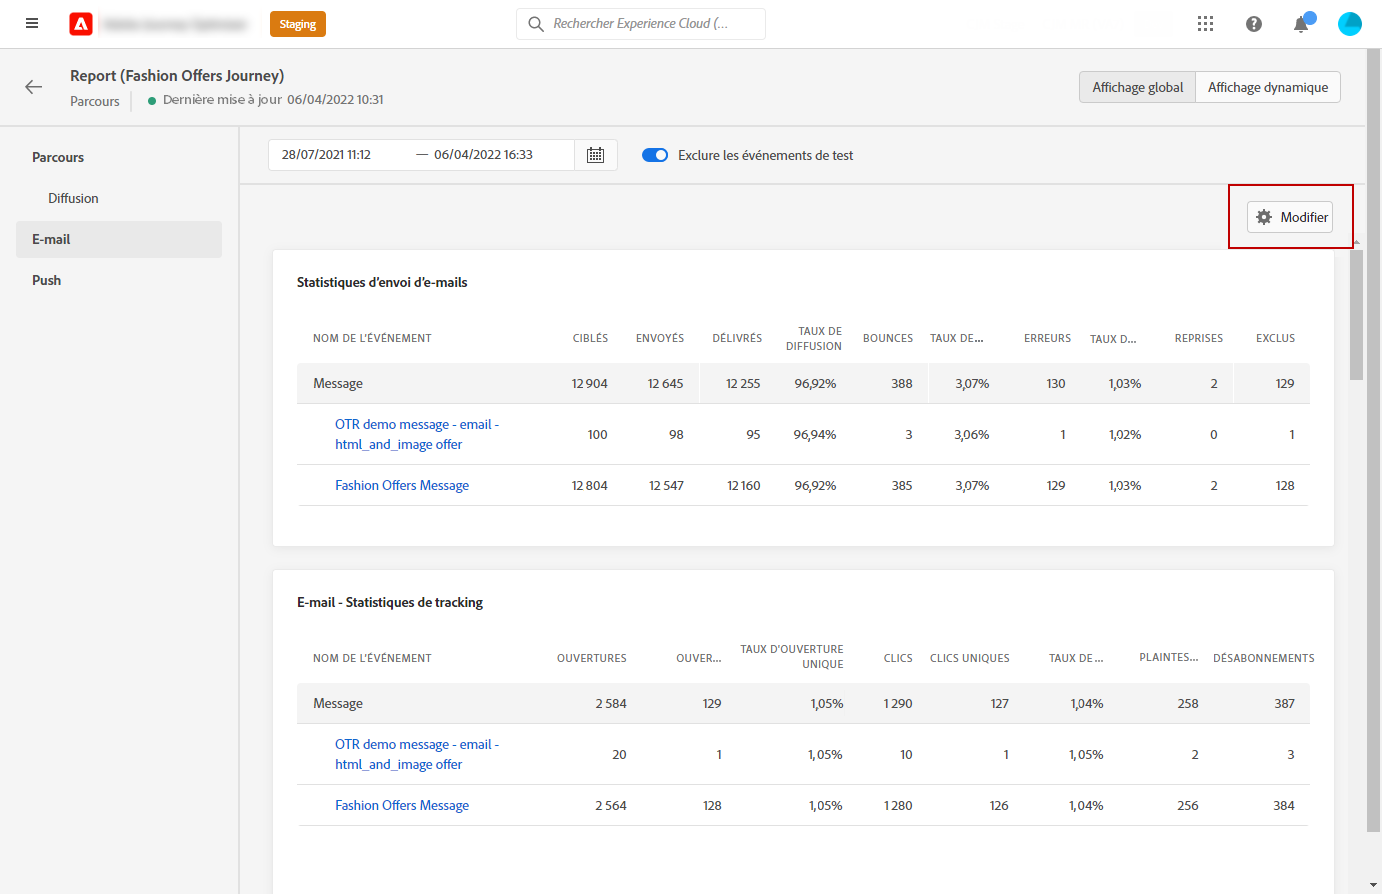 Staging
Rechercher Experience Cloud (...
Report (Fashion Offers Journey)
Parcours
Dernière mise à jour 06/04/2022 10:31
Affichage global
Affichage dynamique
Parcours
Diffusion
E-mail
Push
28/07/2021 11:12 — 06/04/2022 16:33
Exclure les événements de test
Modifier
Statistiques d'envoi d'e-mails
NOM DE L'ÉVÉNEMENT CIBLÉS ENVOYÉS DÉLIVRÉS TAUX DE DIFFUSION BOUNCES TAUX DE... ERREURS TAUX D... REPRISES EXCLUS
Message 12 904 12 645 12 255 96,92% 388 3,07% 130 1,03% 2 129
OTR demo message - email -
html_and_image offer 100 98 95 96,94% 3 3,06% 1 1,02% 0 1
Fashion Offers Message 12 804 12 547 12 160 96,92% 385 3,07% 129 1,03% 2 128
E-mail - Statistiques de tracking
NOM DE L'ÉVÉNEMENT OUVERTURES OUVER... TAUX D'OUVERTURE UNIQUE CLICS CLICS UNIQUES TAUX DE ... PLAINTES... DÉSABONNEMENTS
Message 2 584 129 1,05% 1 290 127 1,04% 258 387
OTR demo message - email -
html_and_image offer 20 1 1,05% 10 1 1,05% 2 3
Fashion Offers Message 2 564 128 1,05% 1 280 126 1,04% 256 384